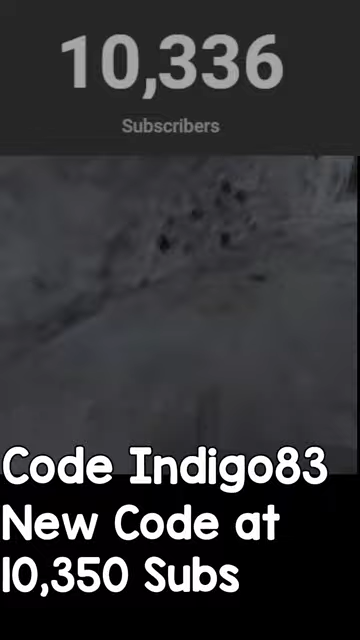 10,336
Subscribers
Code Indigo83
New Code at
10,350 Subs